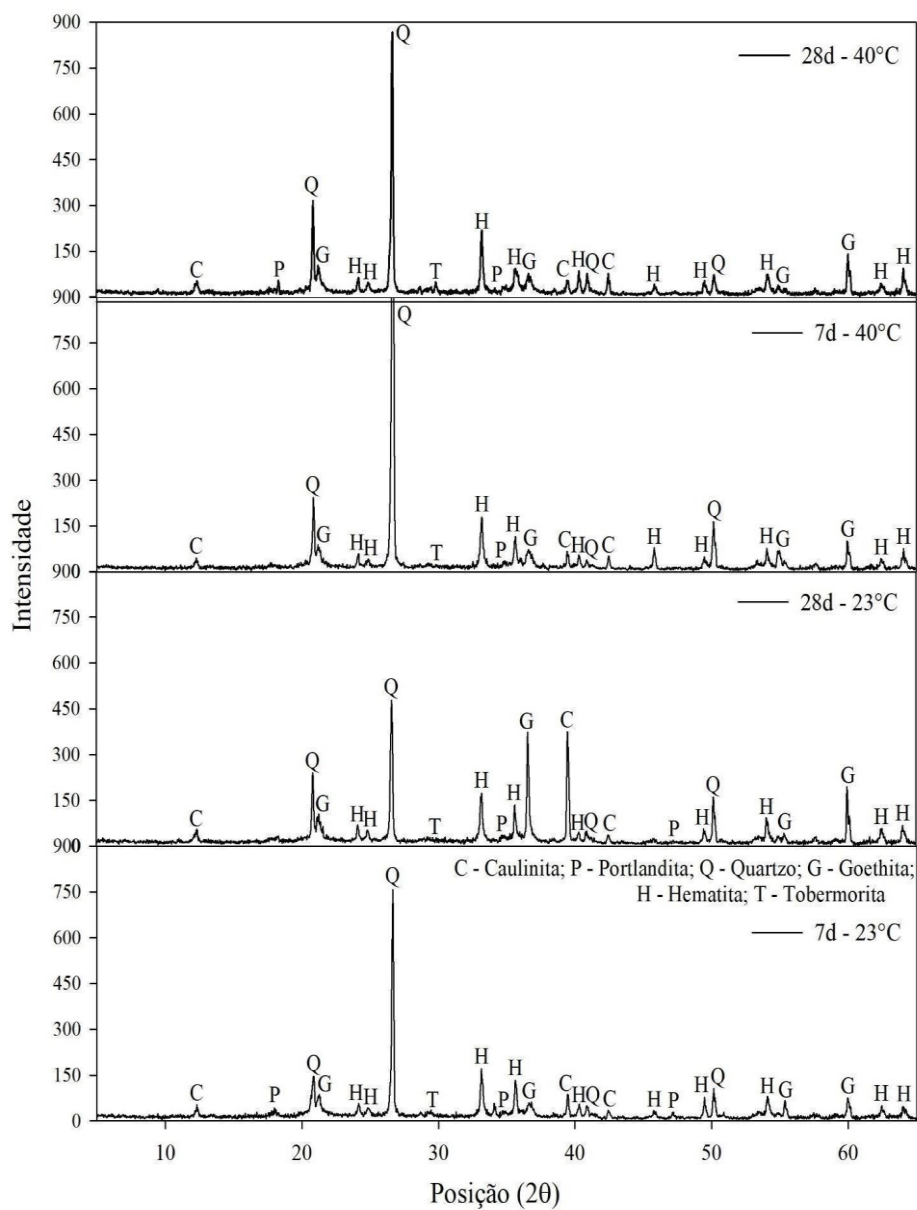 900
Q
28d - 40°C
750
600
450
Q
300
H
G
G
150
C
P
H
H
T
P
H
G
C
H
Q
C
H
H
Q
H
G
H
H
900
Q
7d - 40°C
750
600
450
Q
300
H
Q
G
H
150
C
H
H
T
P
G
C
H
Q
C
H
H
H
G
G
H
H
900
28d - 23°C
750
600
Q
G
C
450
Q
300
H
G
G
H
Q
150
C
H
H
T
P
H
Q
C
P
H
H
G
H
H
900
0
C - Caulinita; P - Portlandita; Q - Quartzo; G - Goethita;
H - Hematita; T - Tobermorita
Q
750
7d - 23°C
600
450
300
Q
H
H
Q
150
C
P
G
H
H
T
P
G
C
H
Q
C
H
P
H
H
G
G
H
H
0
10
20
30
40
50
60
Intensidade
Posição (2θ)